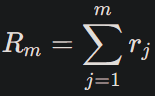 R_m = \sum_{j=1}^{m} r_j